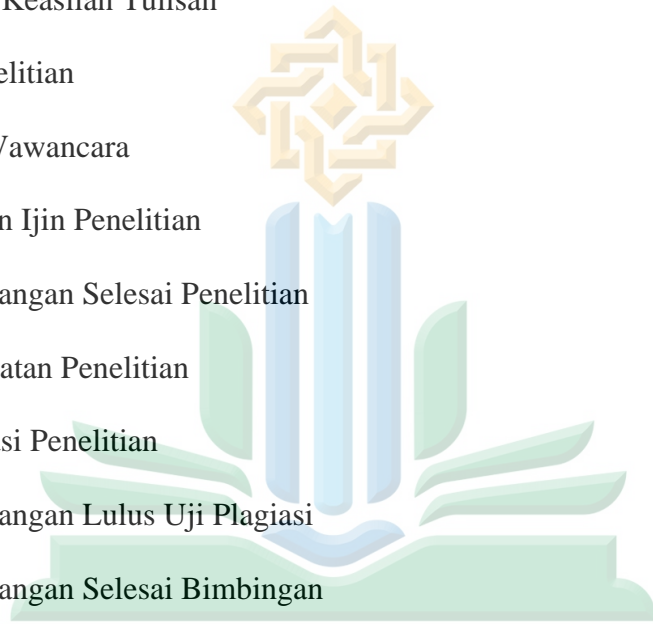 Keaslian Tulisan
elitian
Wawancara
n Ijin Penelitian
angan Selesai Penelitian
atan Penelitian
si Penelitian
angan Lulus Uji Plagiasi
angan Selesai Bimbingan